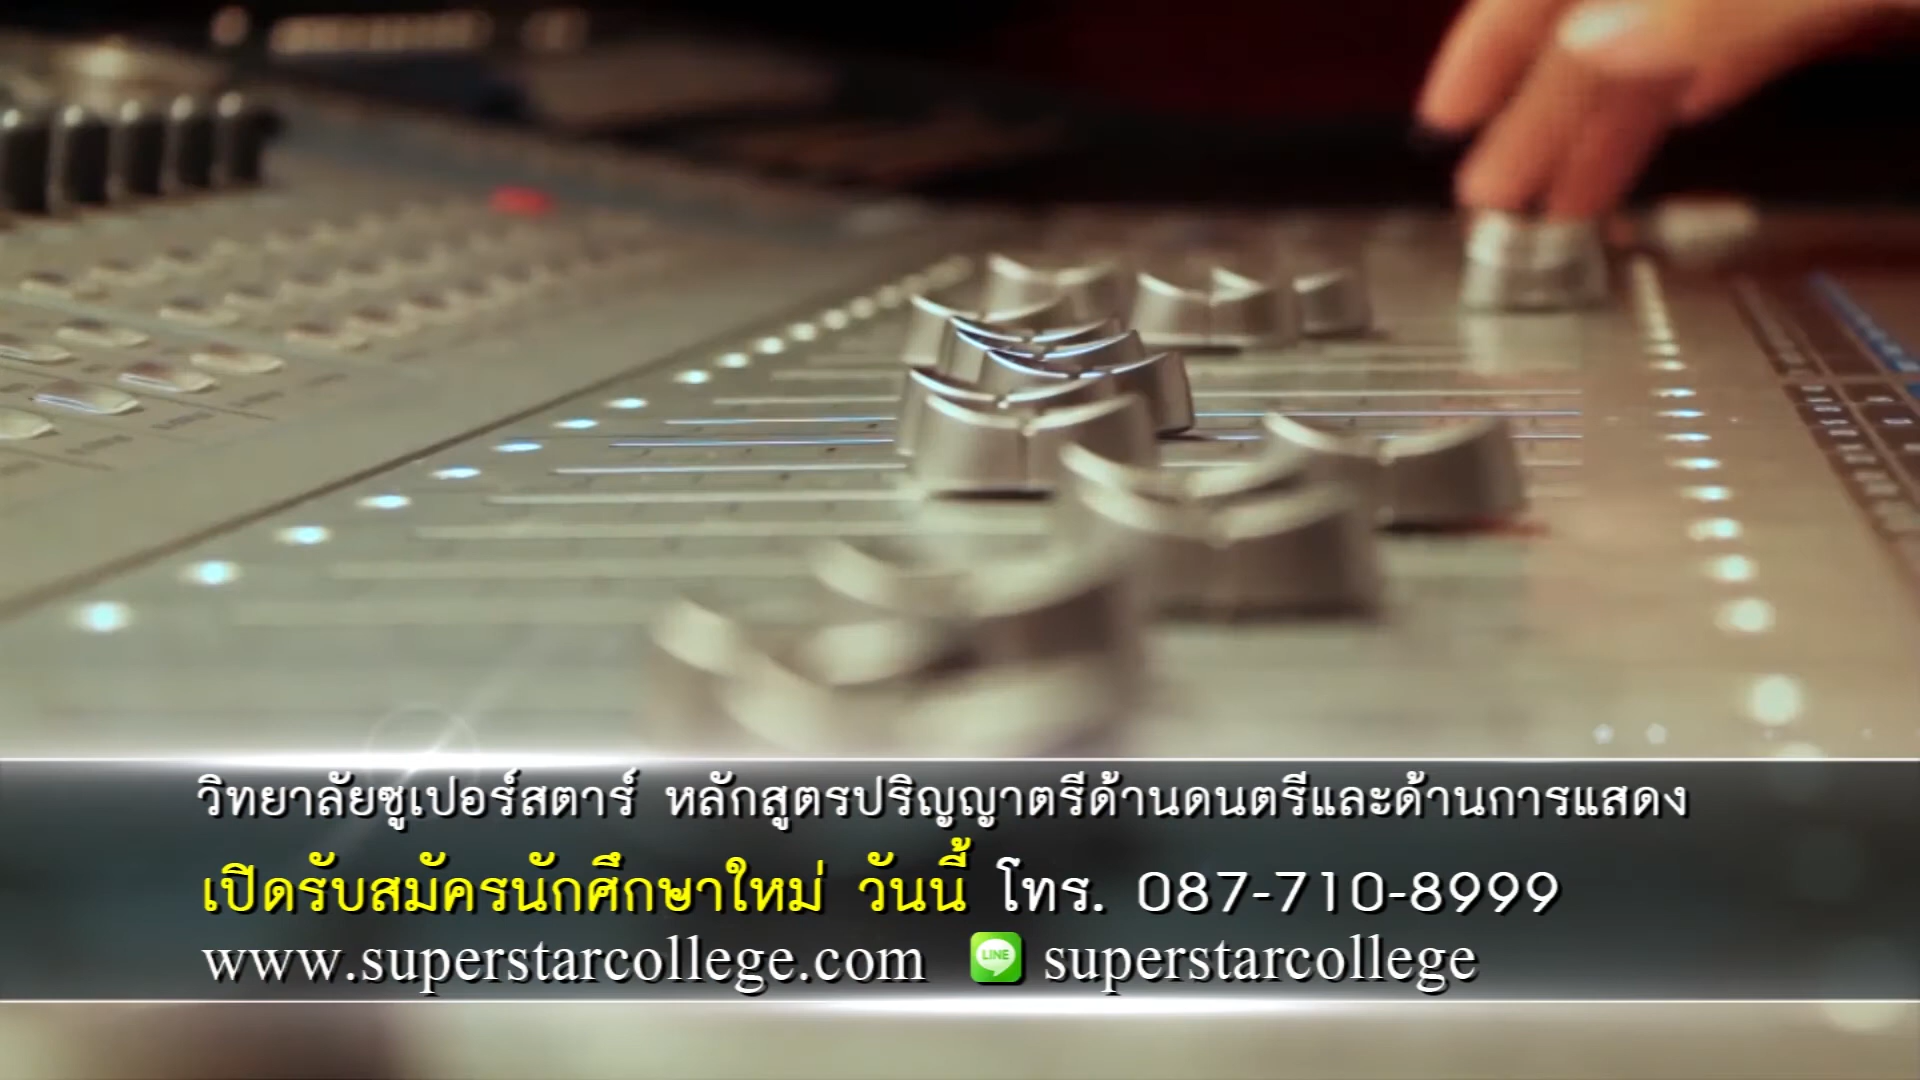 วิทยาลัยซูเปอร์สตาร์ หลักสูตรปริญญาตรีด้านดนตรีและด้านการแสดง
เปิดรับสมัครนักศึกษาใหม่ วันนี้ โทร. 087-710-8999
www.superstarcollege.com LINE superstarcollege